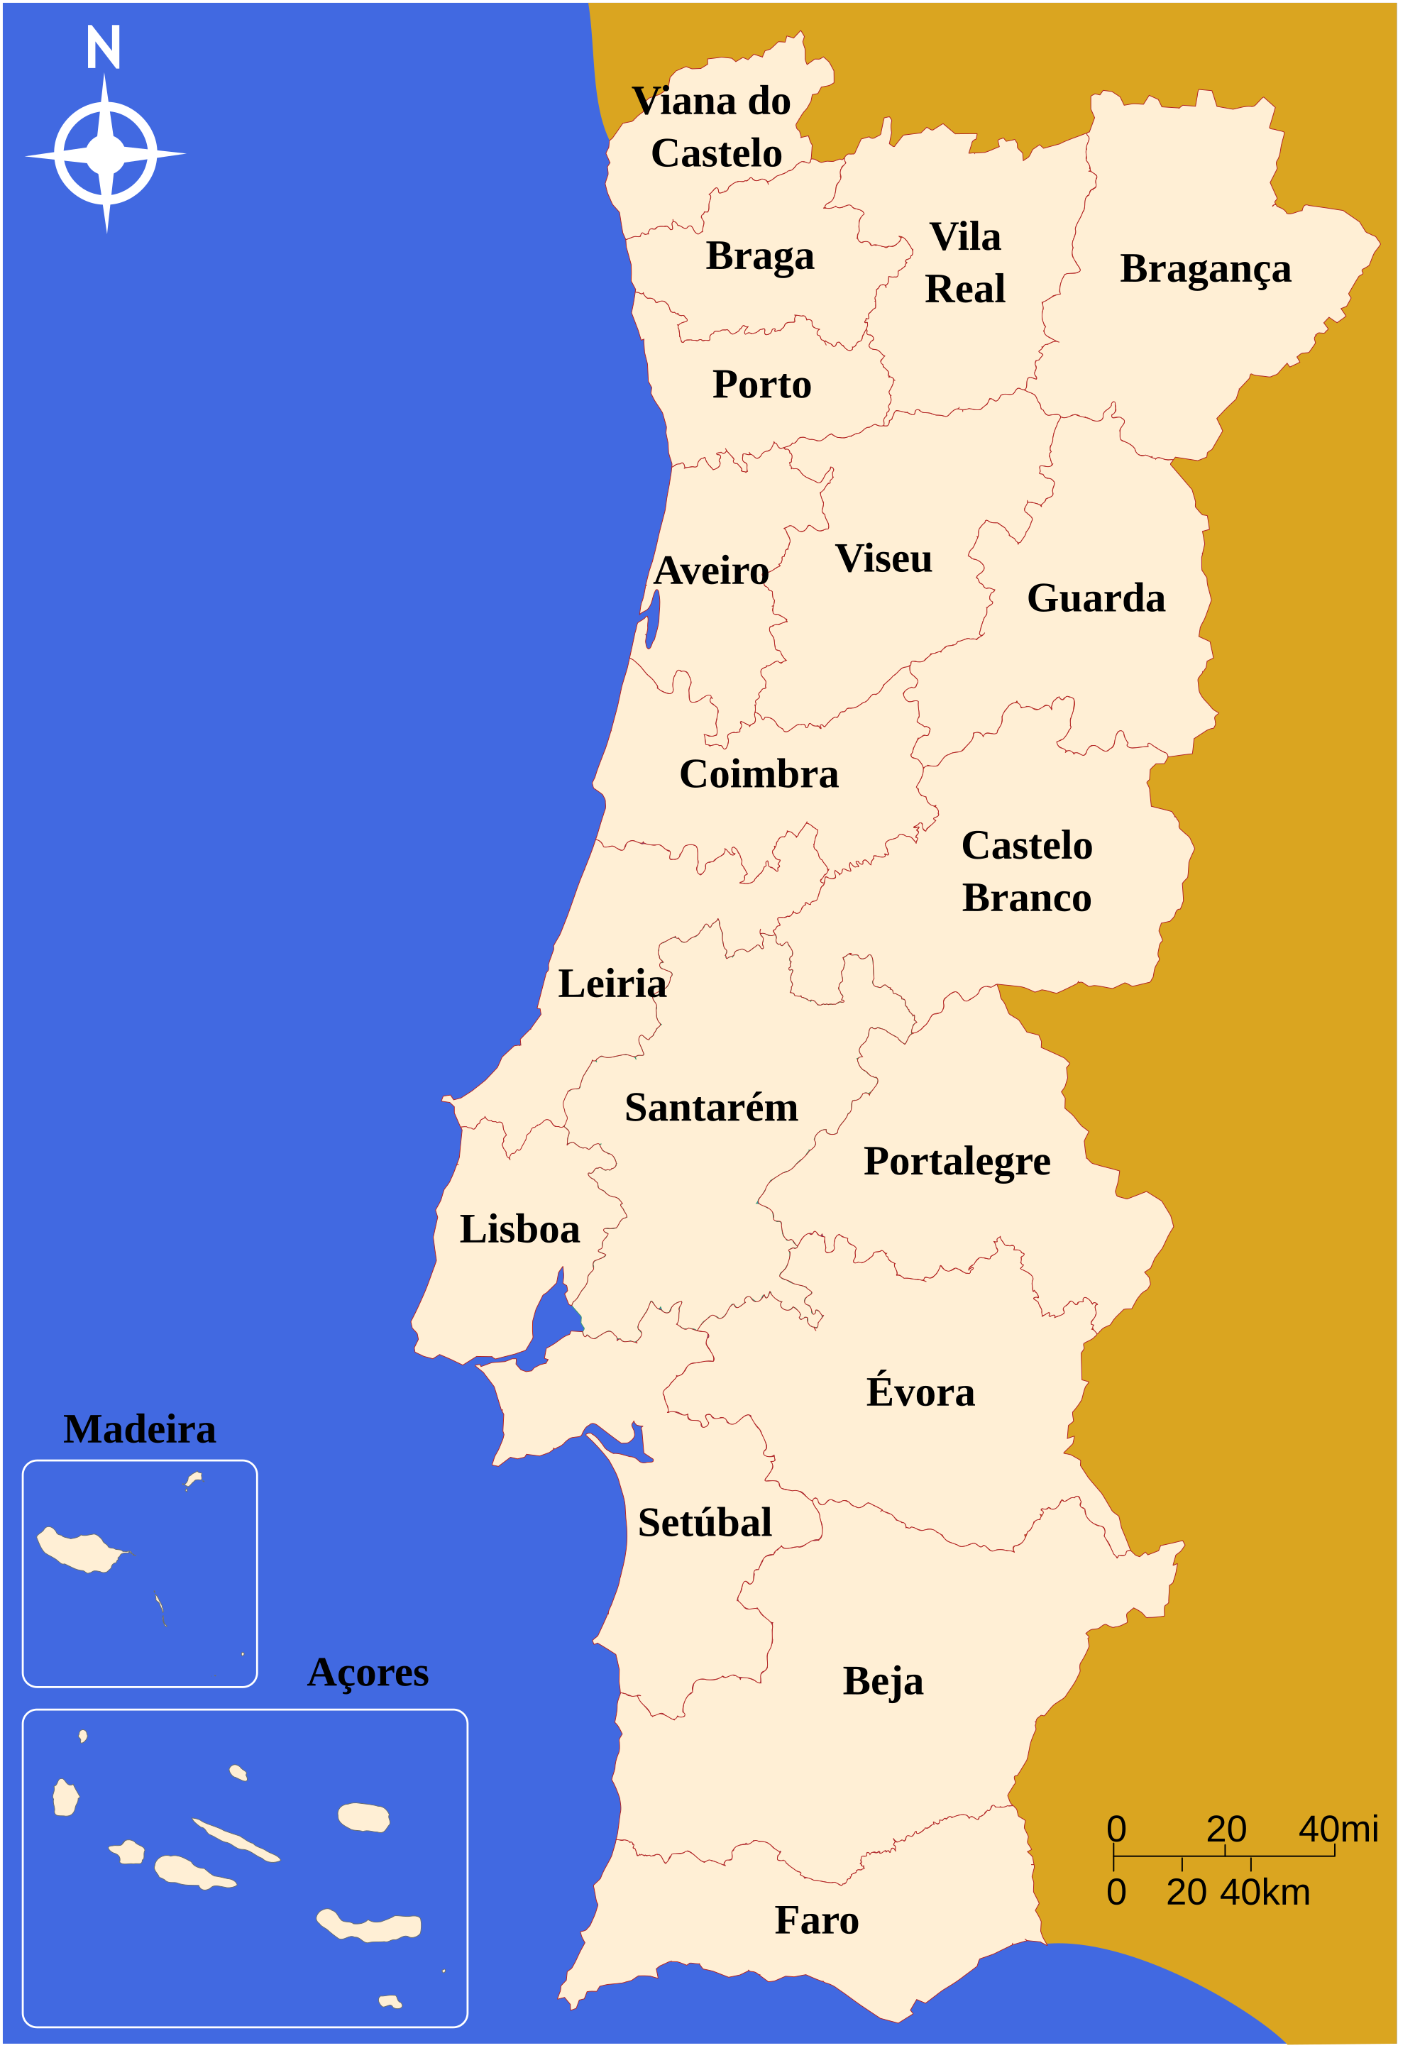 N
Viana do
Castelo
Braga
Vila
Real
Bragança
Porto
Aveiro
Viseu
Guarda
Coimbra
Castelo
Branco
Leiria
Santarém
Portalegre
Lisboa
Évora
Madeira
Setúbal
Açores
Beja
0 20 40mi
0 20 40km
Faro